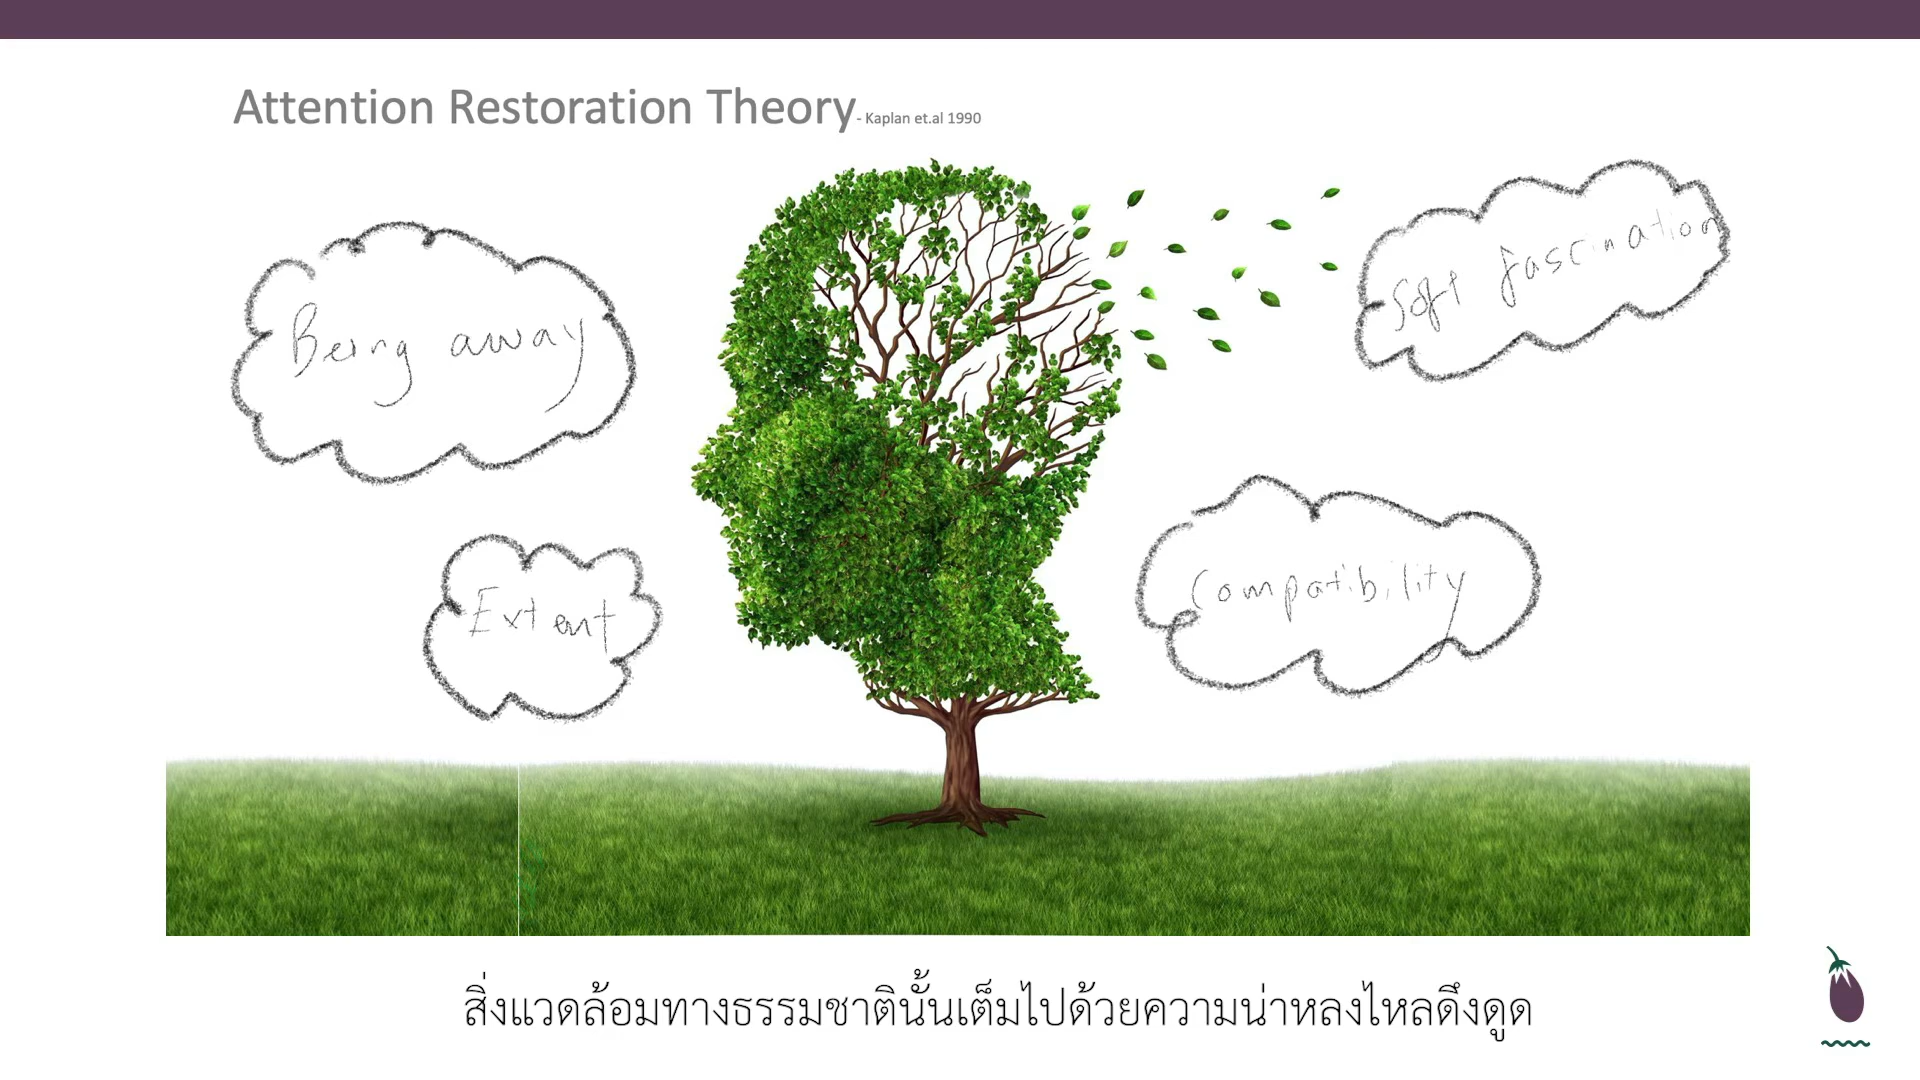 Attention Restoration Theory - Kaplan et.al 1990
Being away
Soft fascination
Extent
Compatibility
สิ่งแวดล้อมทางธรรมชาตินั้นเต็มไปด้วยความน่าหลงใหลดึงดูด